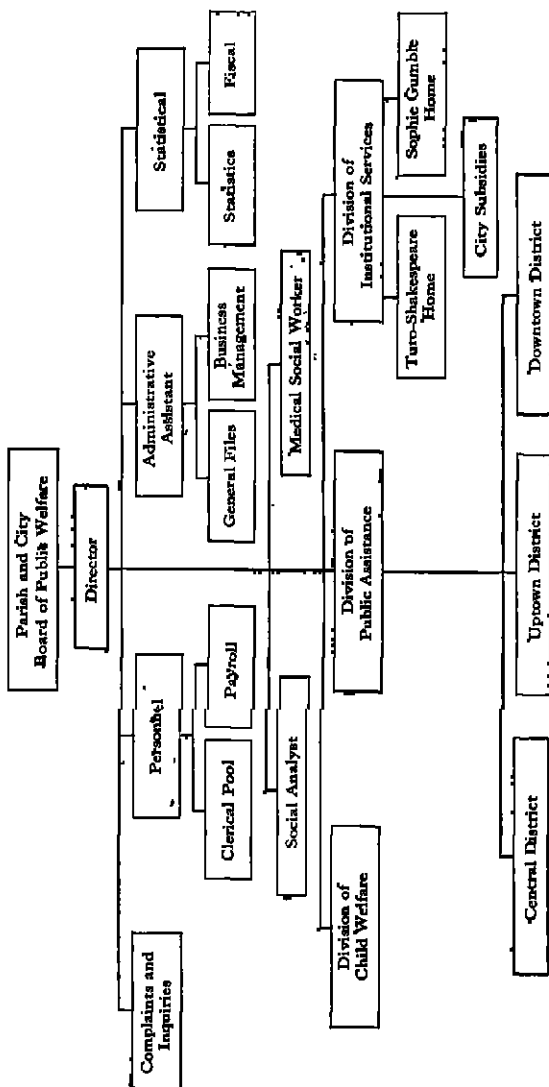 Parish and City
Board of Public Welfare
Director
Complaints and
Inquiries
Personnel
Administrative
Assistant
Statistical
Clerical Pool
Payroll
General Files
Business
Management
Statistics
Fiscal
Social Analyst
Medical Social Worker
Division of
Child Welfare
Division of
Public Assistance
Division of
Institutional Services
Turo-Shakespeare
Home
Sophie Gumble
Home
City Subsidies
Central District
Uptown District
Downtown District